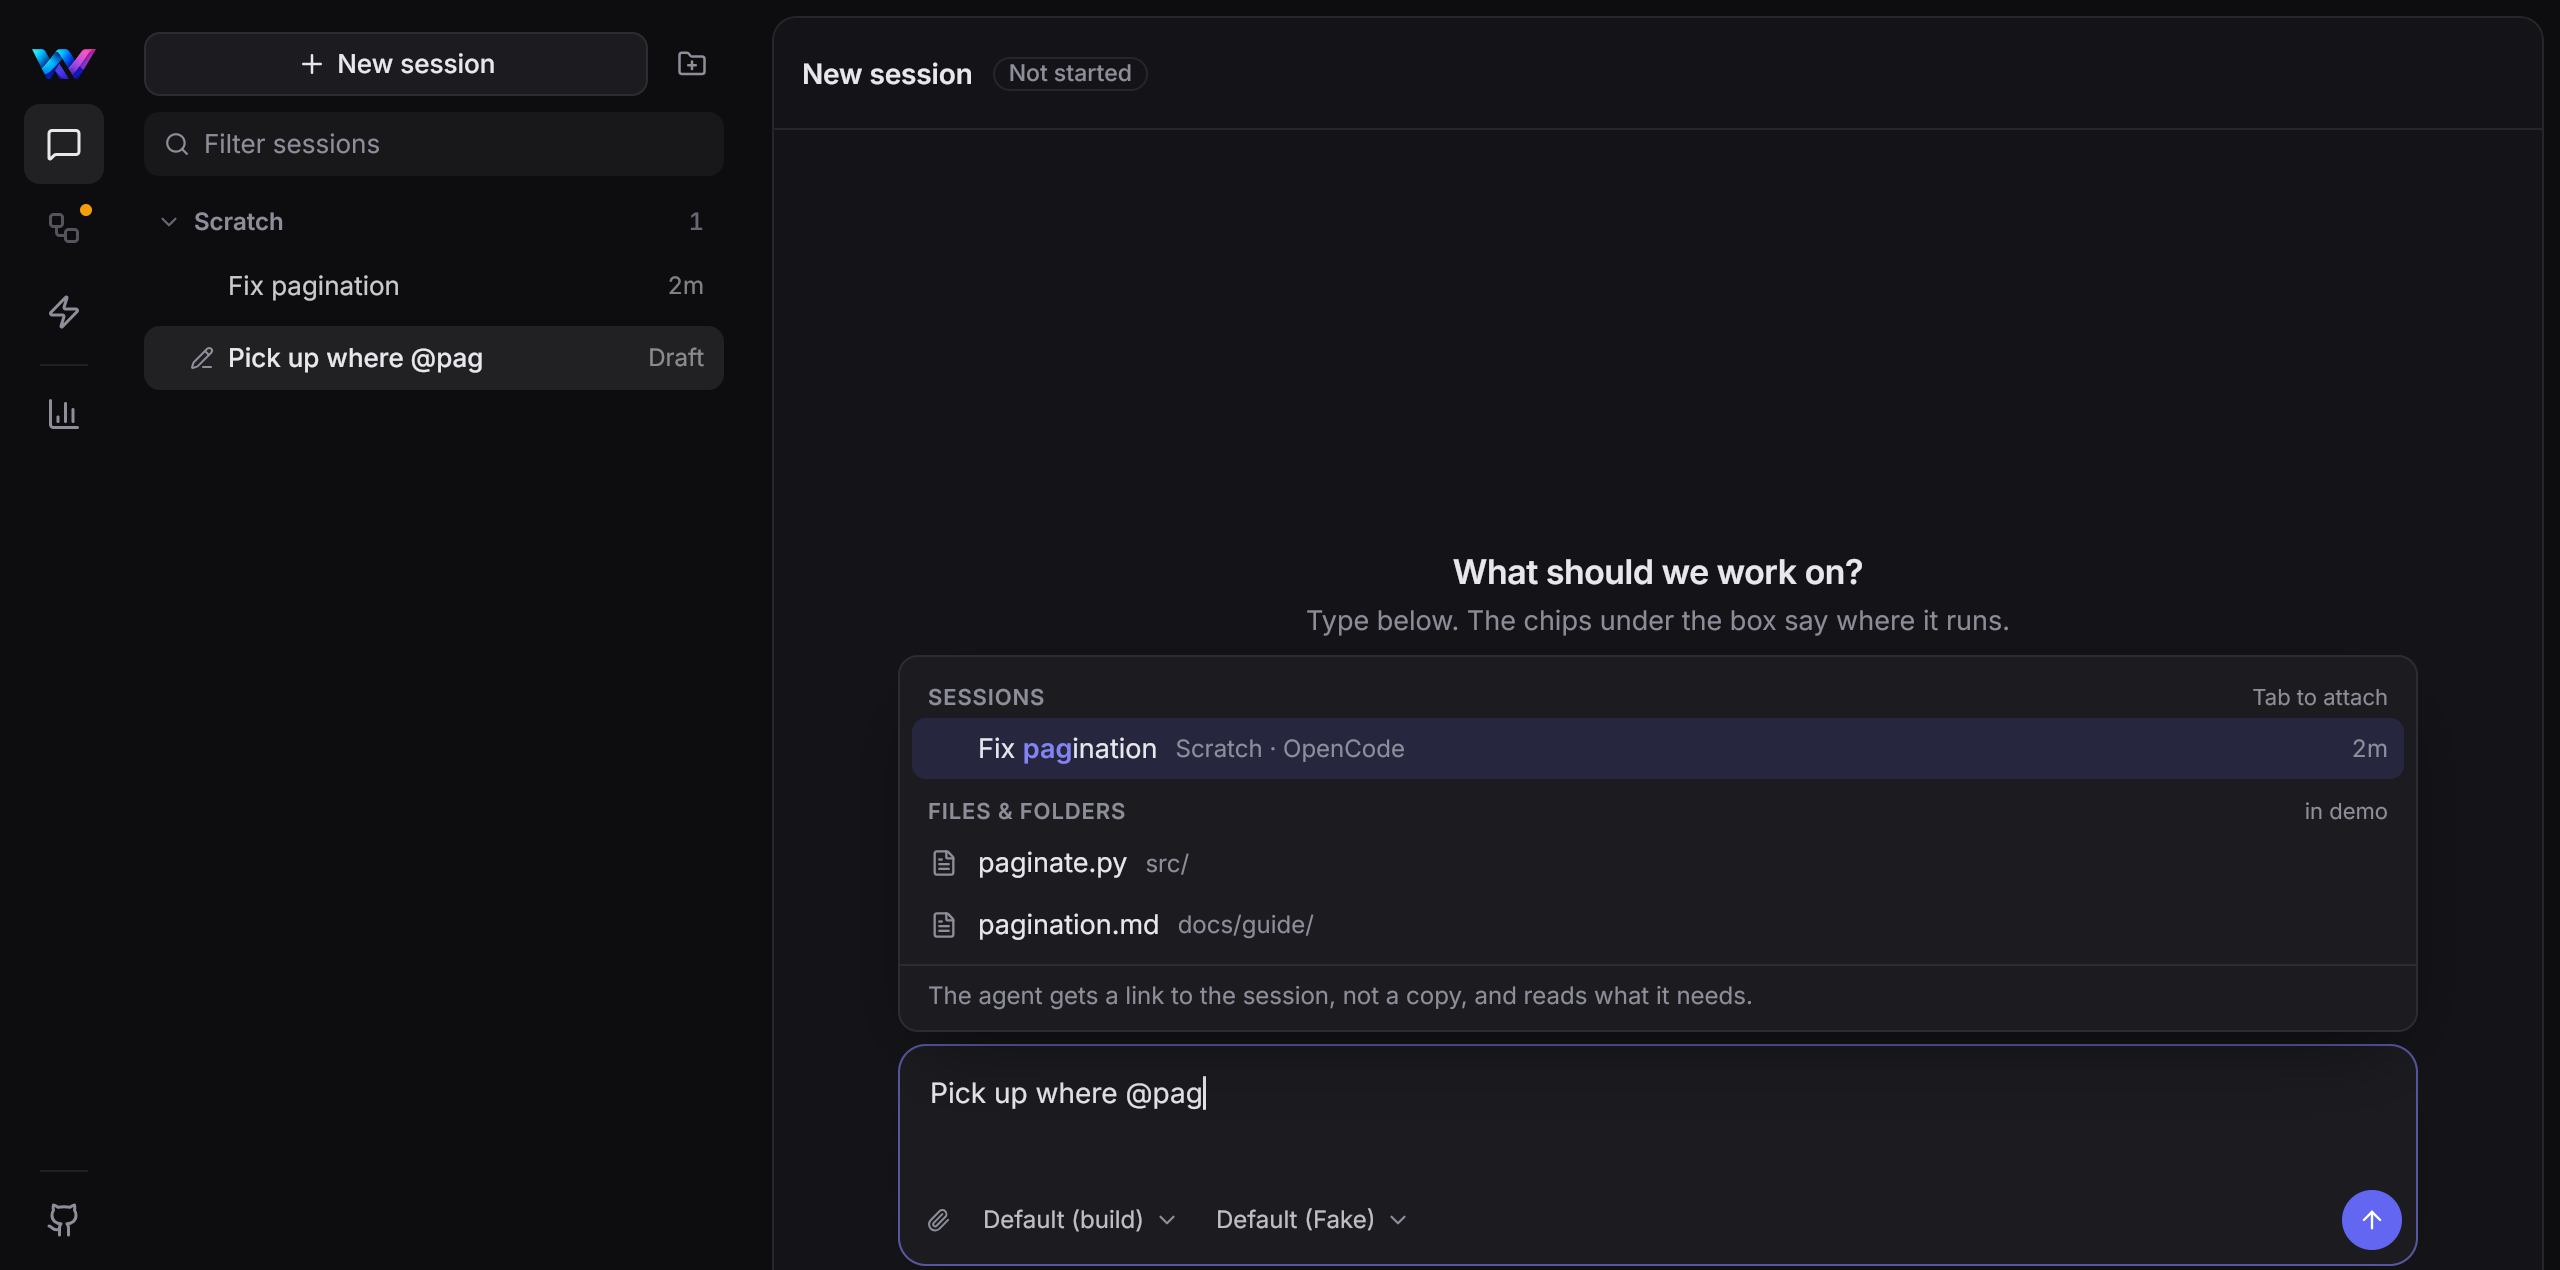 New session
Filter sessions
Scratch 1
Fix pagination 2m
Pick up where @pag Draft
New session Not started
What should we work on?
Type below. The chips under the box say where it runs.
SESSIONS Tab to attach
Fix pagination Scratch · OpenCode 2m
FILES & FOLDERS in demo
paginate.py src/
pagination.md docs/guide/
The agent gets a link to the session, not a copy, and reads what it needs.
Pick up where @pag
Default (build) Default (Fake)